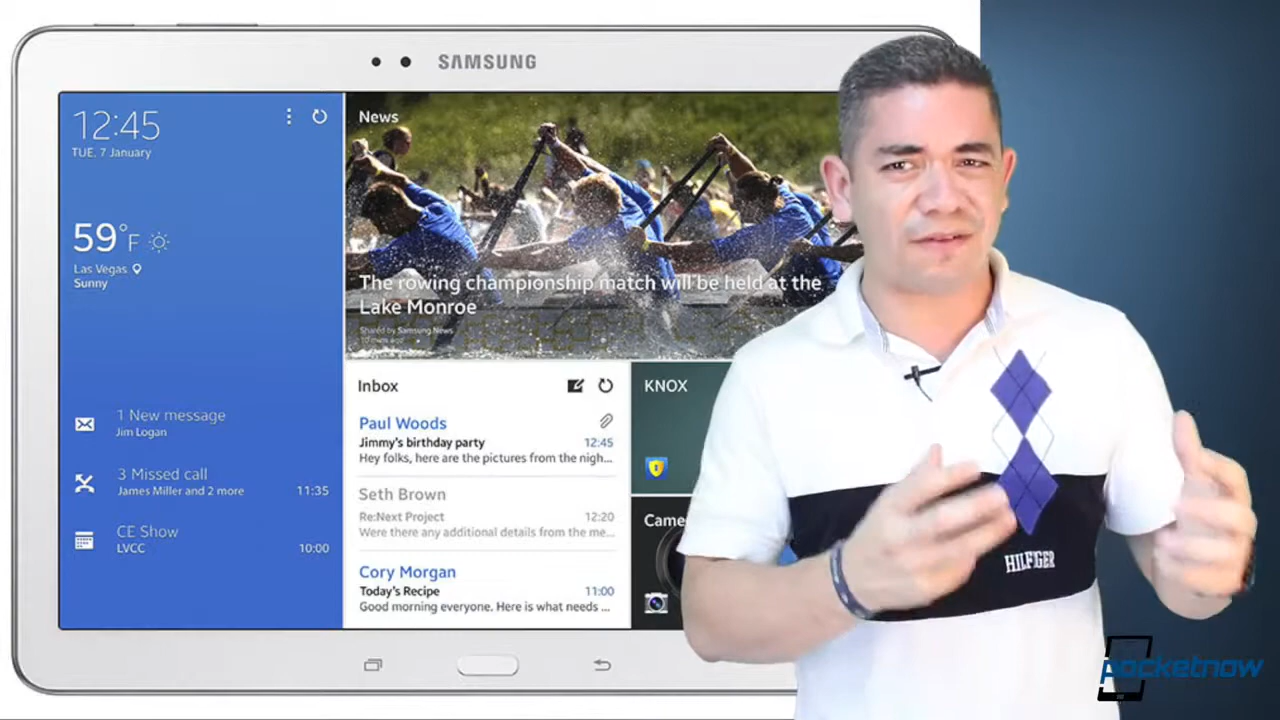 SAMSUNG
12:45
TUE, 7 January
59°F
Las Vegas
Sunny
1 New message
Jim Logan
3 Missed call
James Miller and 2 more 11:35
CE Show
LVCC 10:00
News
The rowing championship match will be held at the
Lake Monroe
Shared by Samsung News
10 mins ago
Inbox
Paul Woods
Jimmy's birthday party 12:45
Hey folks, here are the pictures from the nigh...
Seth Brown
Re:Next Project 12:20
Were there any additional details from the me...
Cory Morgan
Today's Recipe 11:00
Good morning everyone. Here is what needs ...
KNOX
Came
HILFIGER
pocketnow